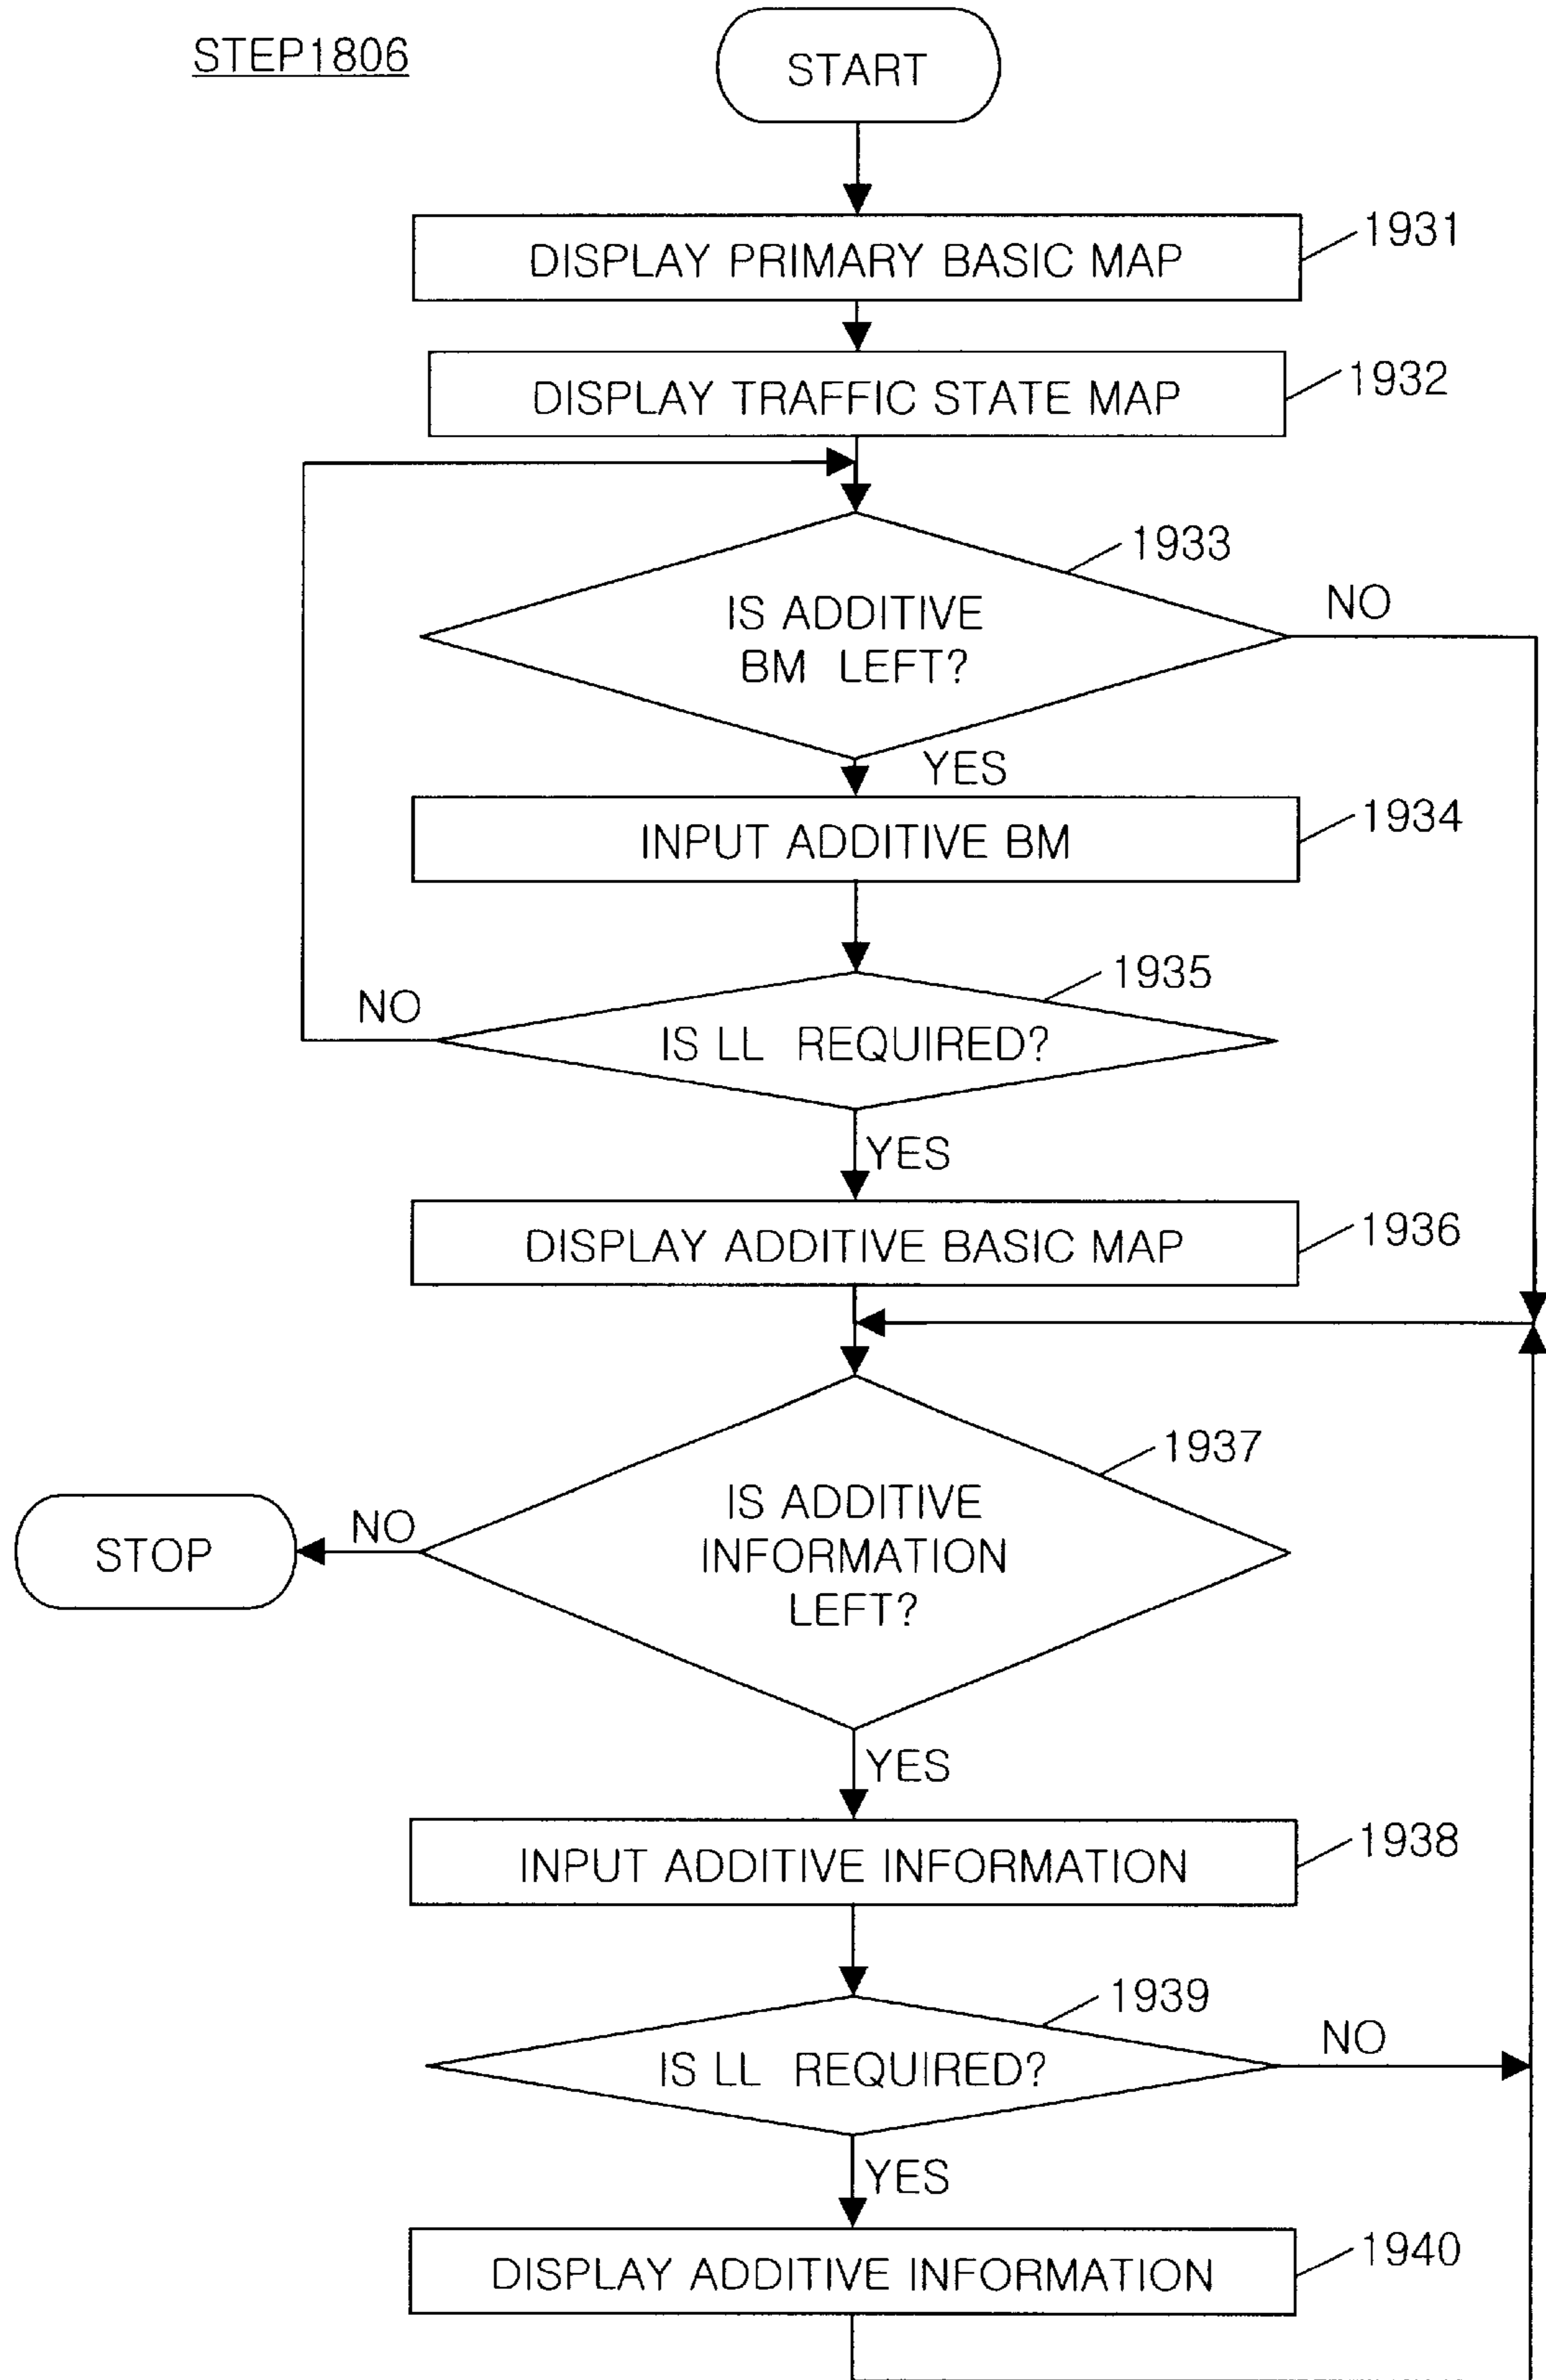 STEP1806
START
DISPLAY PRIMARY BASIC MAP
1931
DISPLAY TRAFFIC STATE MAP
1932
1933
IS ADDITIVE
BM LEFT?
NO
YES
INPUT ADDITIVE BM
1934
1935
NO
IS LL REQUIRED?
YES
DISPLAY ADDITIVE BASIC MAP
1936
1937
IS ADDITIVE
INFORMATION
LEFT?
NO
STOP
YES
INPUT ADDITIVE INFORMATION
1938
1939
IS LL REQUIRED?
NO
YES
DISPLAY ADDITIVE INFORMATION
1940